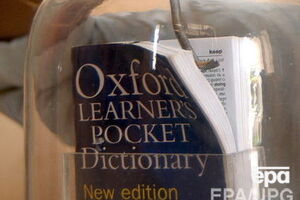 keep
Oxford
LEARNER'S
POCKET
Dictionary
New edition
epa
EPA/JPG